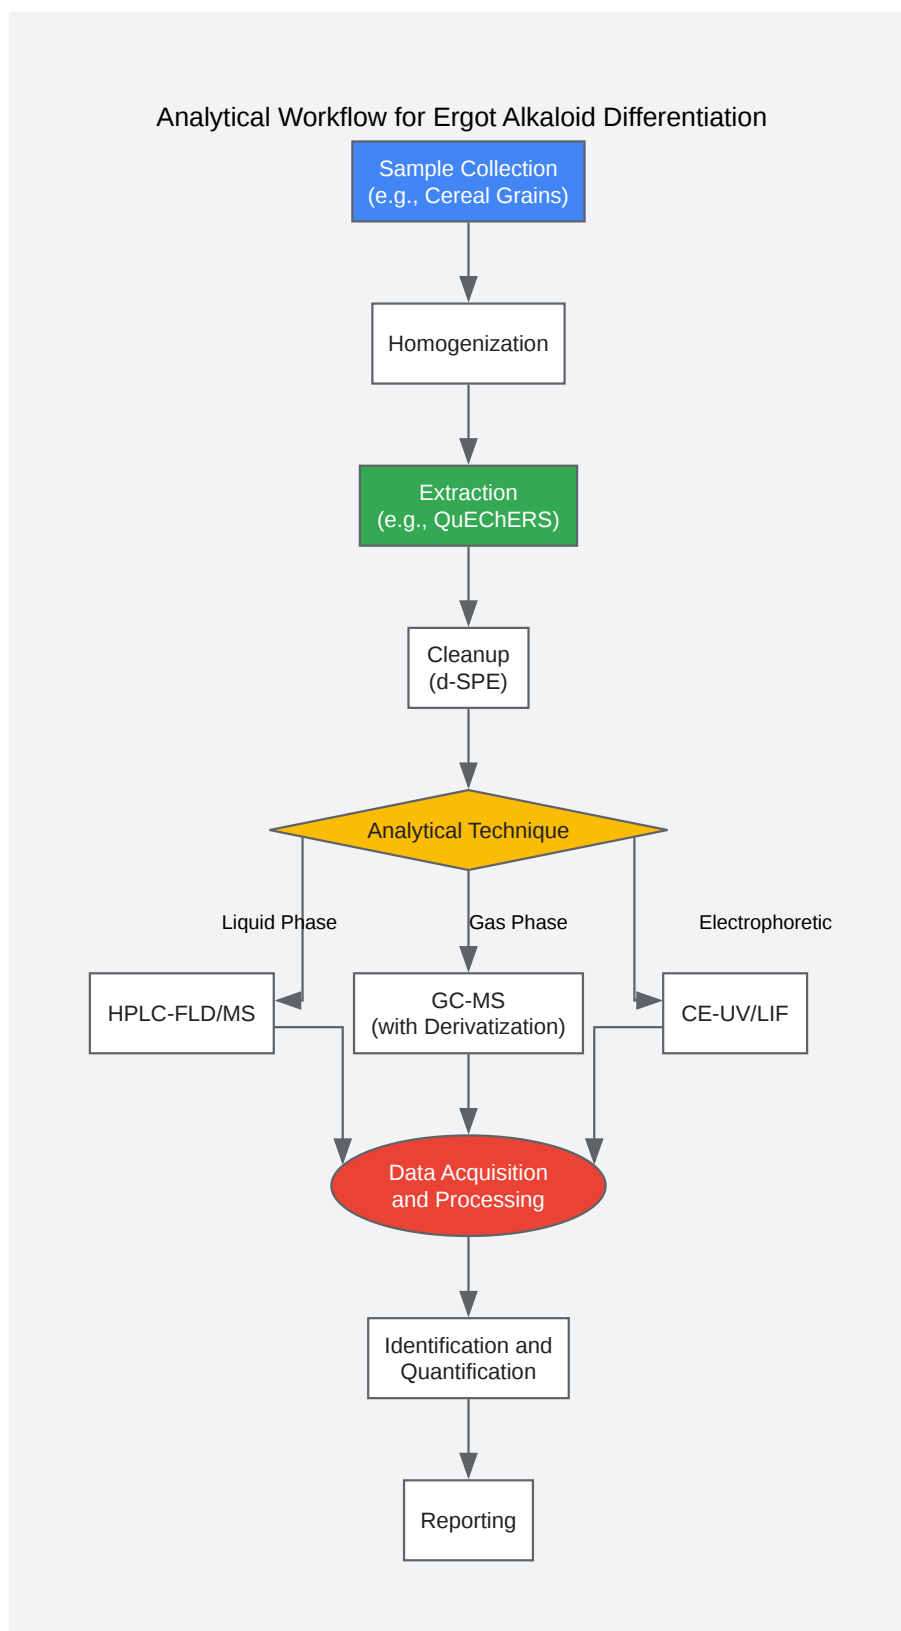 Analytical Workflow for Ergot Alkaloid Differentiation
Sample Collection
(e.g., Cereal Grains)
Homogenization
Extraction
(e.g., QuEChERS)
Cleanup
(d-SPE)
Analytical Technique
Liquid Phase
Gas Phase
Electrophoretic
HPLC-FLD/MS
GC-MS
(with Derivatization)
CE-UV/LIF
Data Acquisition
and Processing
Identification and
Quantification
Reporting